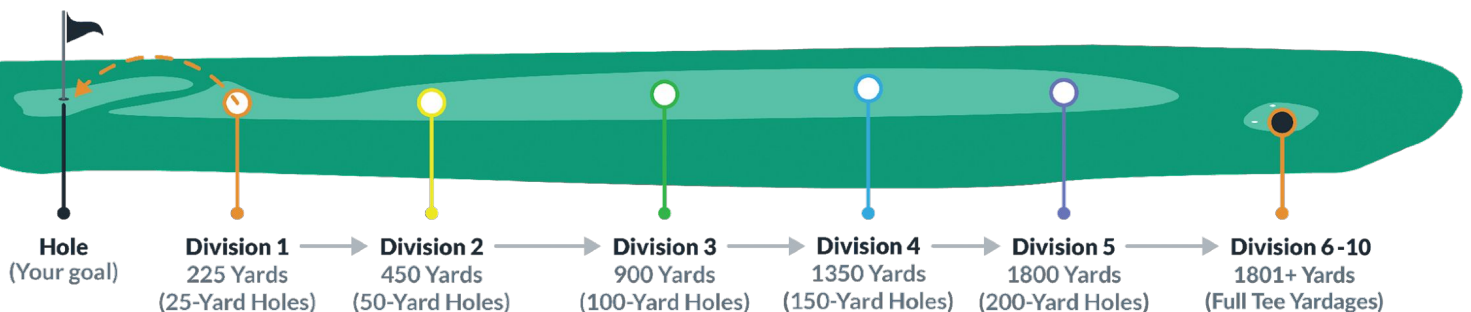 Hole
(Your goal)
Division 1
225 Yards
(25-Yard Holes)
Division 2
450 Yards
(50-Yard Holes)
Division 3
900 Yards
(100-Yard Holes)
Division 4
1350 Yards
(150-Yard Holes)
Division 5
1800 Yards
(200-Yard Holes)
Division 6-10
1801+ Yards
(Full Tee Yardages)